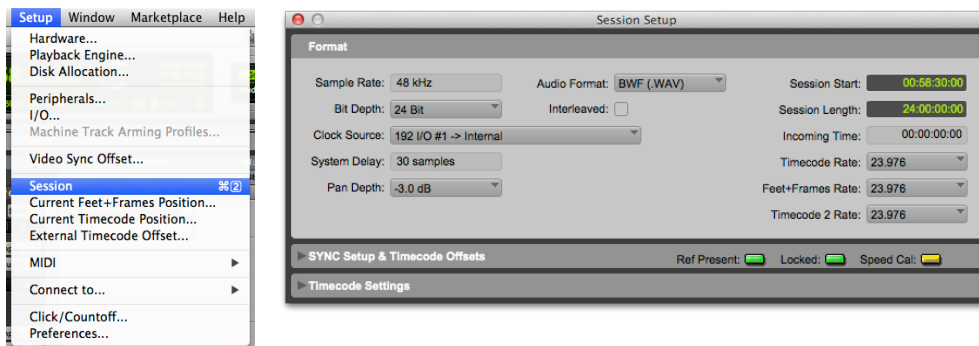 Setup Window Marketplace Help
Hardware...
Playback Engine...
Disk Allocation...
Peripherals...
I/O...
Machine Track Arming Profiles...
Video Sync Offset...
Session ⌘2
Current Feet+Frames Position...
Current Timecode Position...
External Timecode Offset...
MIDI
Connect to...
Click/Countoff...
Preferences...
Session Setup
Format
Sample Rate: 48 kHz Audio Format: BWF (.WAV) Session Start: 00:58:30:00
Bit Depth: 24 Bit Interleaved: Session Length: 24:00:00:00
Clock Source: 192 I/O #1 -> Internal Incoming Time: 00:00:00:00
System Delay: 30 samples Timecode Rate: 23.976
Pan Depth: -3.0 dB Feet+Frames Rate: 23.976
Timecode 2 Rate: 23.976
SYNC Setup & Timecode Offsets Ref Present: Locked: Speed Cal:
Timecode Settings